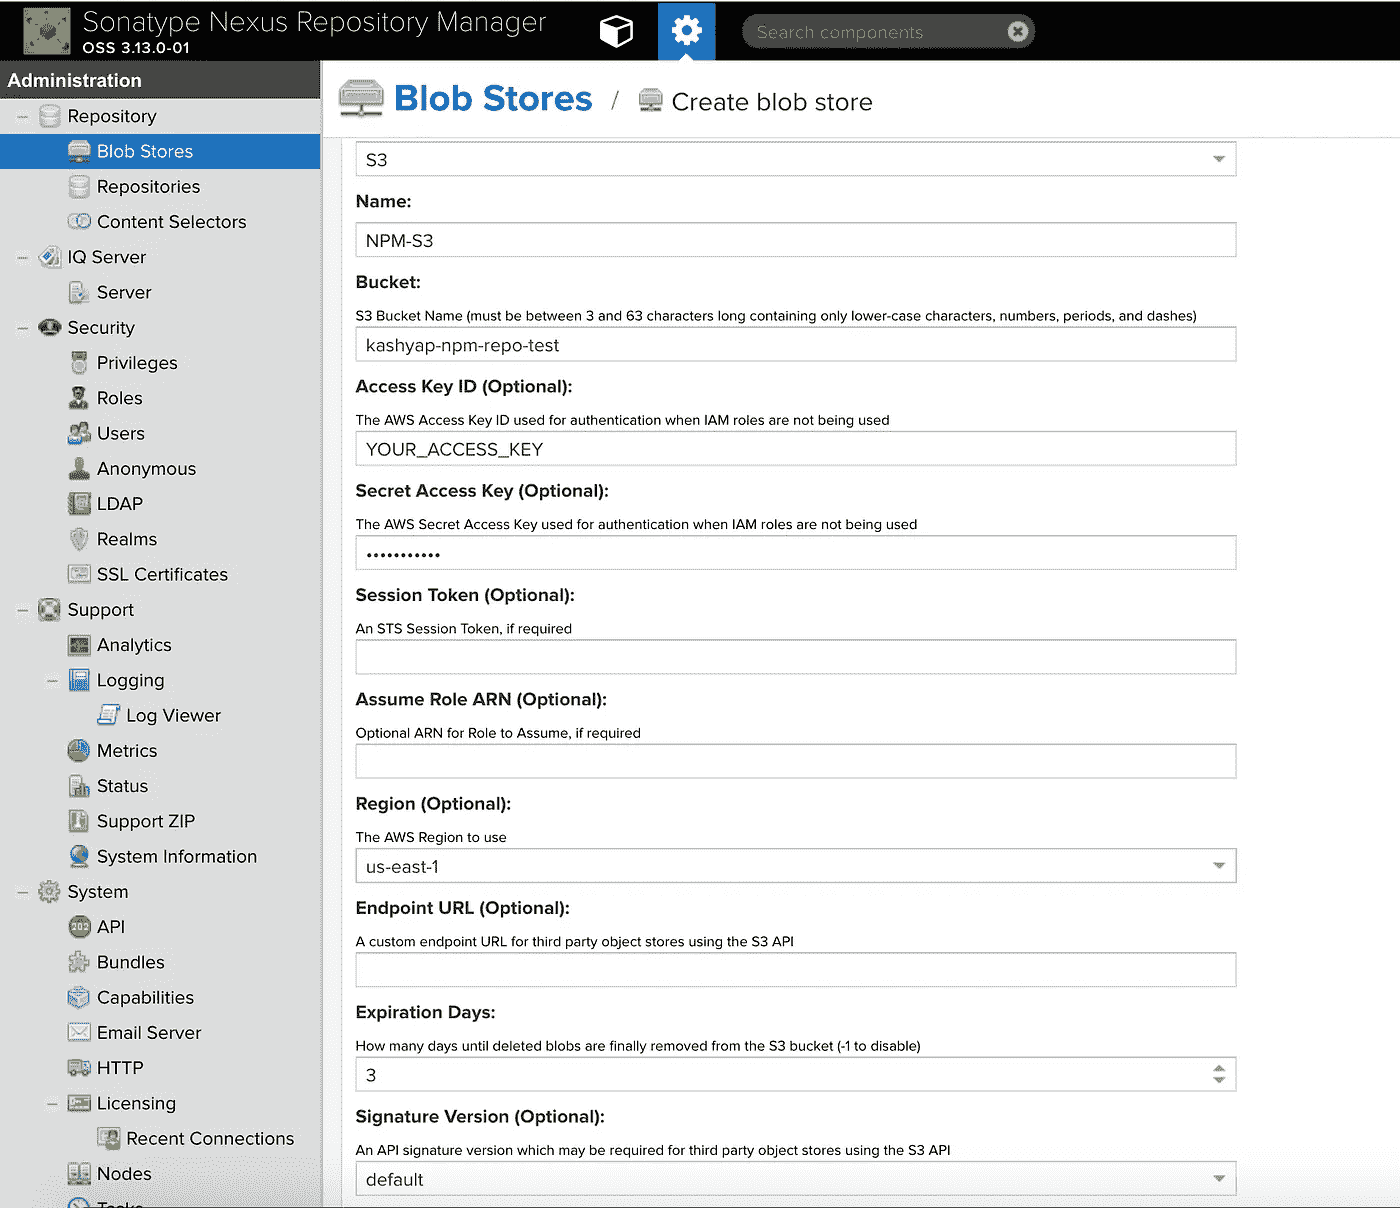 Sonatype Nexus Repository Manager
OSS 3.13.0-01
Search components
Administration
Repository
Blob Stores
Repositories
Content Selectors
IQ Server
Server
Security
Privileges
Roles
Users
Anonymous
LDAP
Realms
SSL Certificates
Support
Analytics
Logging
Log Viewer
Metrics
Status
Support ZIP
System Information
System
API
Bundles
Capabilities
Email Server
HTTP
Licensing
Recent Connections
Nodes
Tasks
Blob Stores / Create blob store
S3
Name:
NPM-S3
Bucket:
S3 Bucket Name (must be between 3 and 63 characters long containing only lower-case characters, numbers, periods, and dashes)
kashyap-npm-repo-test
Access Key ID (Optional):
The AWS Access Key ID used for authentication when IAM roles are not being used
YOUR_ACCESS_KEY
Secret Access Key (Optional):
The AWS Secret Access Key used for authentication when IAM roles are not being used
•••••••••••
Session Token (Optional):
An STS Session Token, if required
Assume Role ARN (Optional):
Optional ARN for Role to Assume, if required
Region (Optional):
The AWS Region to use
us-east-1
Endpoint URL (Optional):
A custom endpoint URL for third party object stores using the S3 API
Expiration Days:
How many days until deleted blobs are finally removed from the S3 bucket (-1 to disable)
3
Signature Version (Optional):
An API signature version which may be required for third party object stores using the S3 API
default